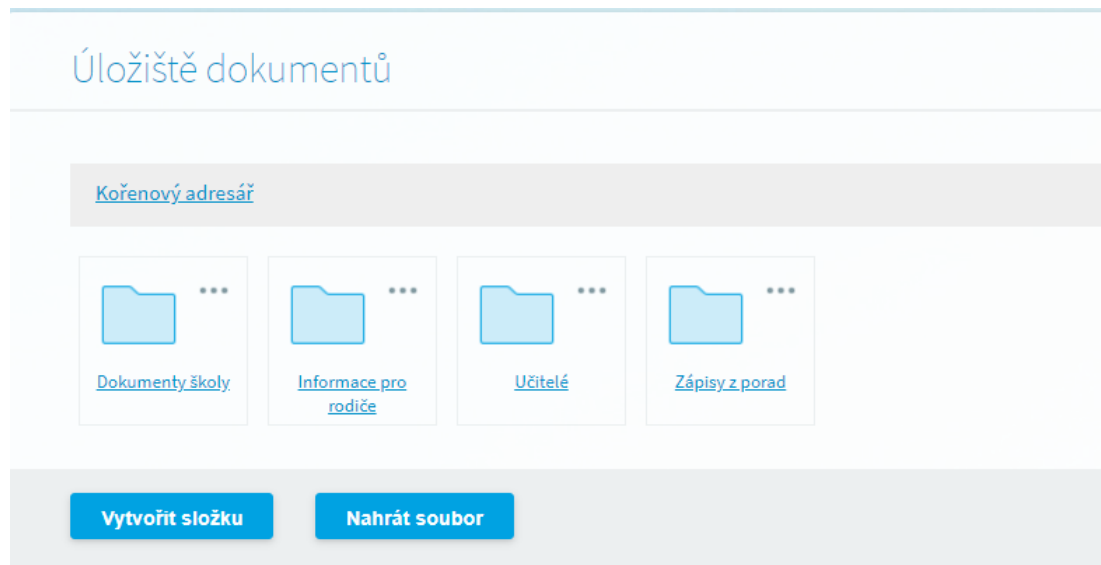 Úložiště dokumentů
Kořenový adresář
Dokumenty školy
Informace pro
rodiče
Učitelé
Zápisy z porad
Vytvořit složku
Nahrát soubor